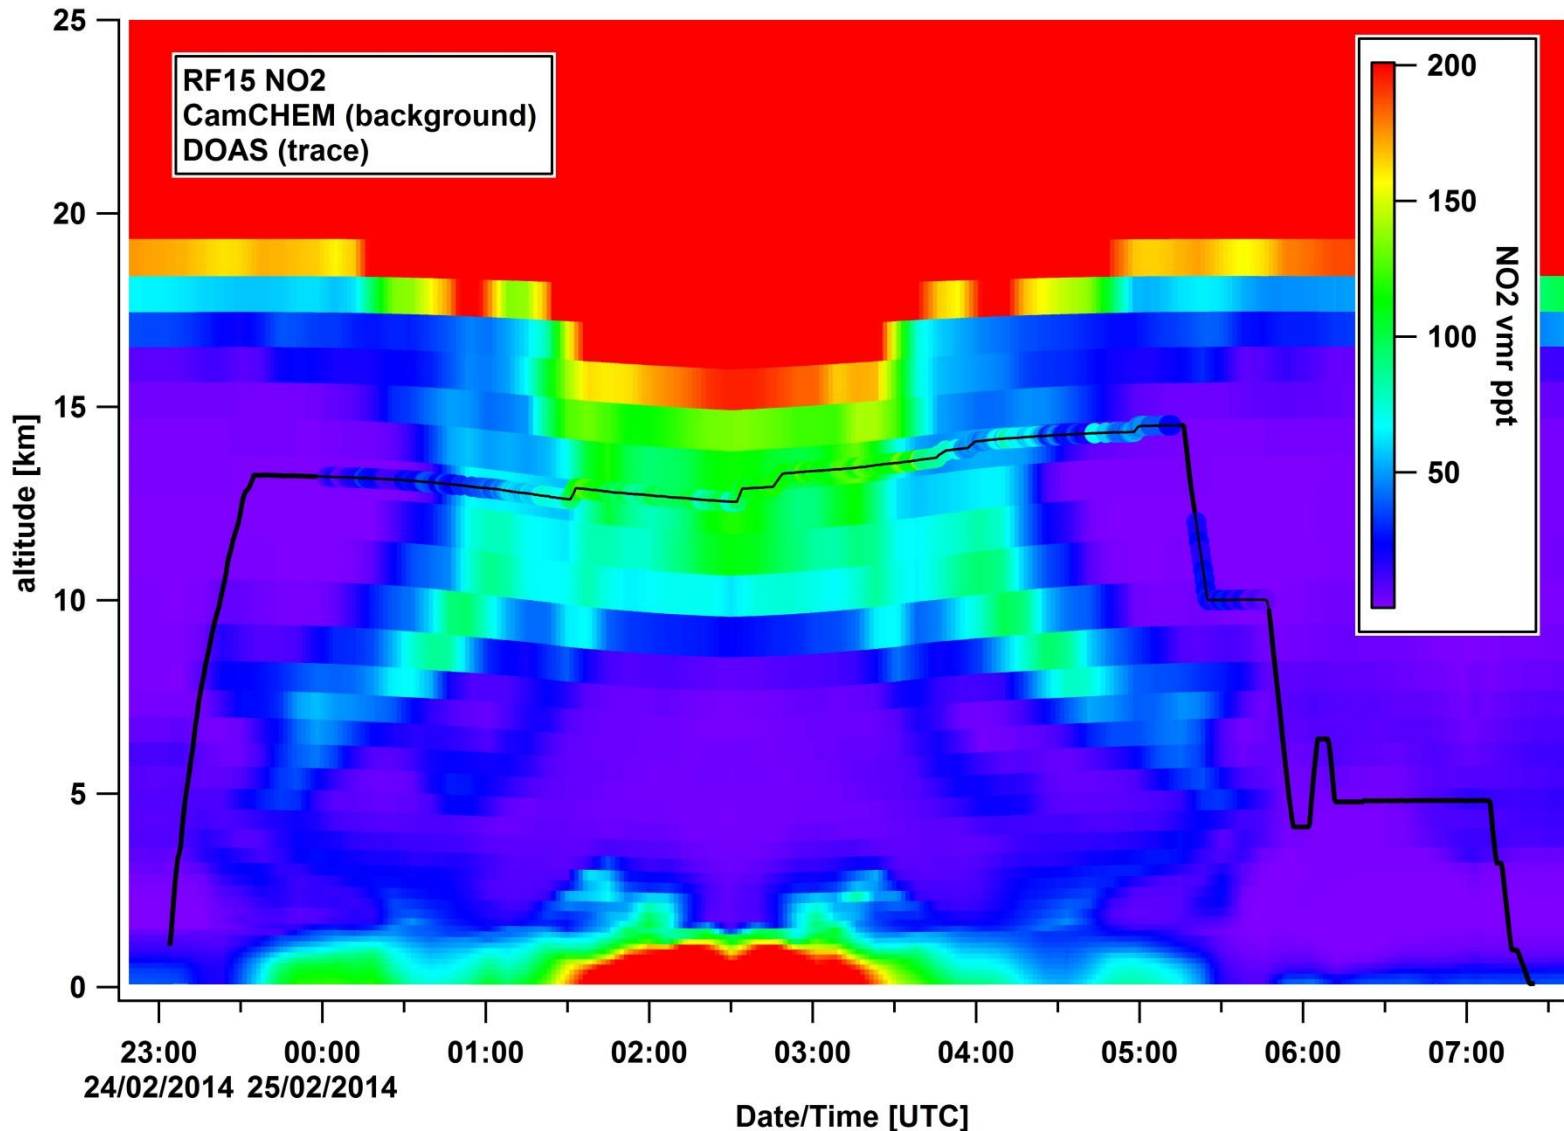 RF15 NO2
CamCHEM (background)
DOAS (trace)
25
20
15
10
5
0
altitude [km]
200
150
100
50
NO2 vmr ppt
23:00 00:00 01:00 02:00 03:00 04:00 05:00 06:00 07:00
24/02/2014 25/02/2014
Date/Time [UTC]